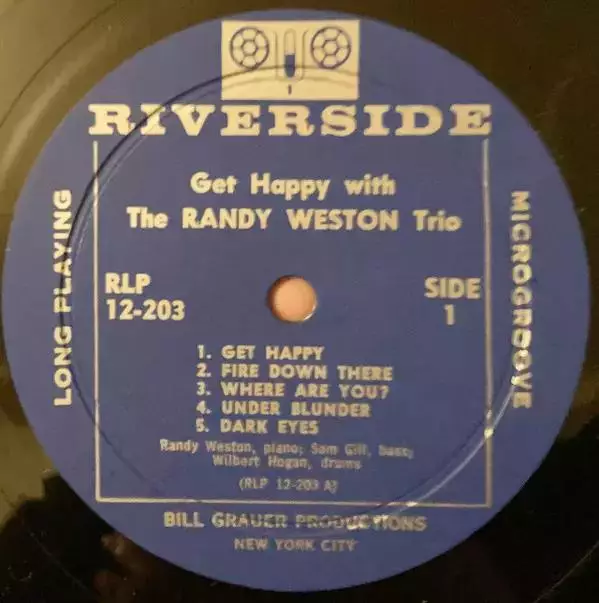 RIVERSIDE
Get Happy with
The RANDY WESTON Trio
LONG PLAYING
MICROGROOVE
RLP
12-203
SIDE
1
1. GET HAPPY
2. FIRE DOWN THERE
3. WHERE ARE YOU?
4. UNDER BLUNDER
5. DARK EYES
Randy Weston, piano; Sam Gill, bass;
Wilbert Hogan, drums
(RLP 12-203 A)
BILL GRAUER PRODUCTIONS
NEW YORK CITY